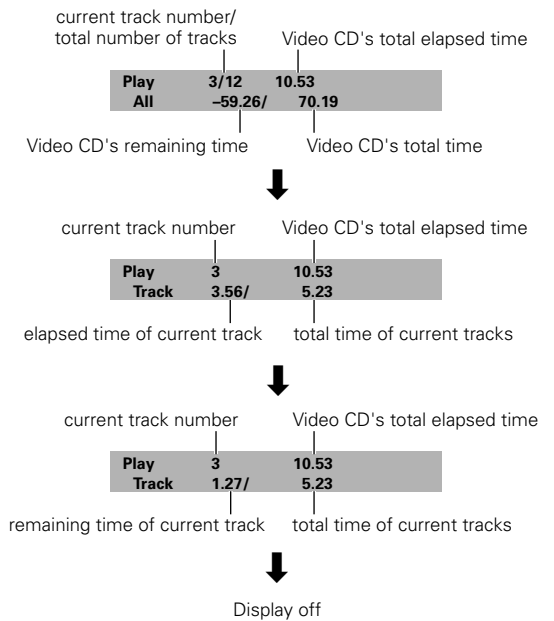 current track number/
total number of tracks
Video CD's total elapsed time
Play 3/12 10.53
All –59.26/ 70.19
Video CD's remaining time
Video CD's total time
current track number
Video CD's total elapsed time
Play 3 10.53
Track 3.56/ 5.23
elapsed time of current track
total time of current tracks
current track number
Video CD's total elapsed time
Play 3 10.53
Track 1.27/ 5.23
remaining time of current track
total time of current tracks
Display off